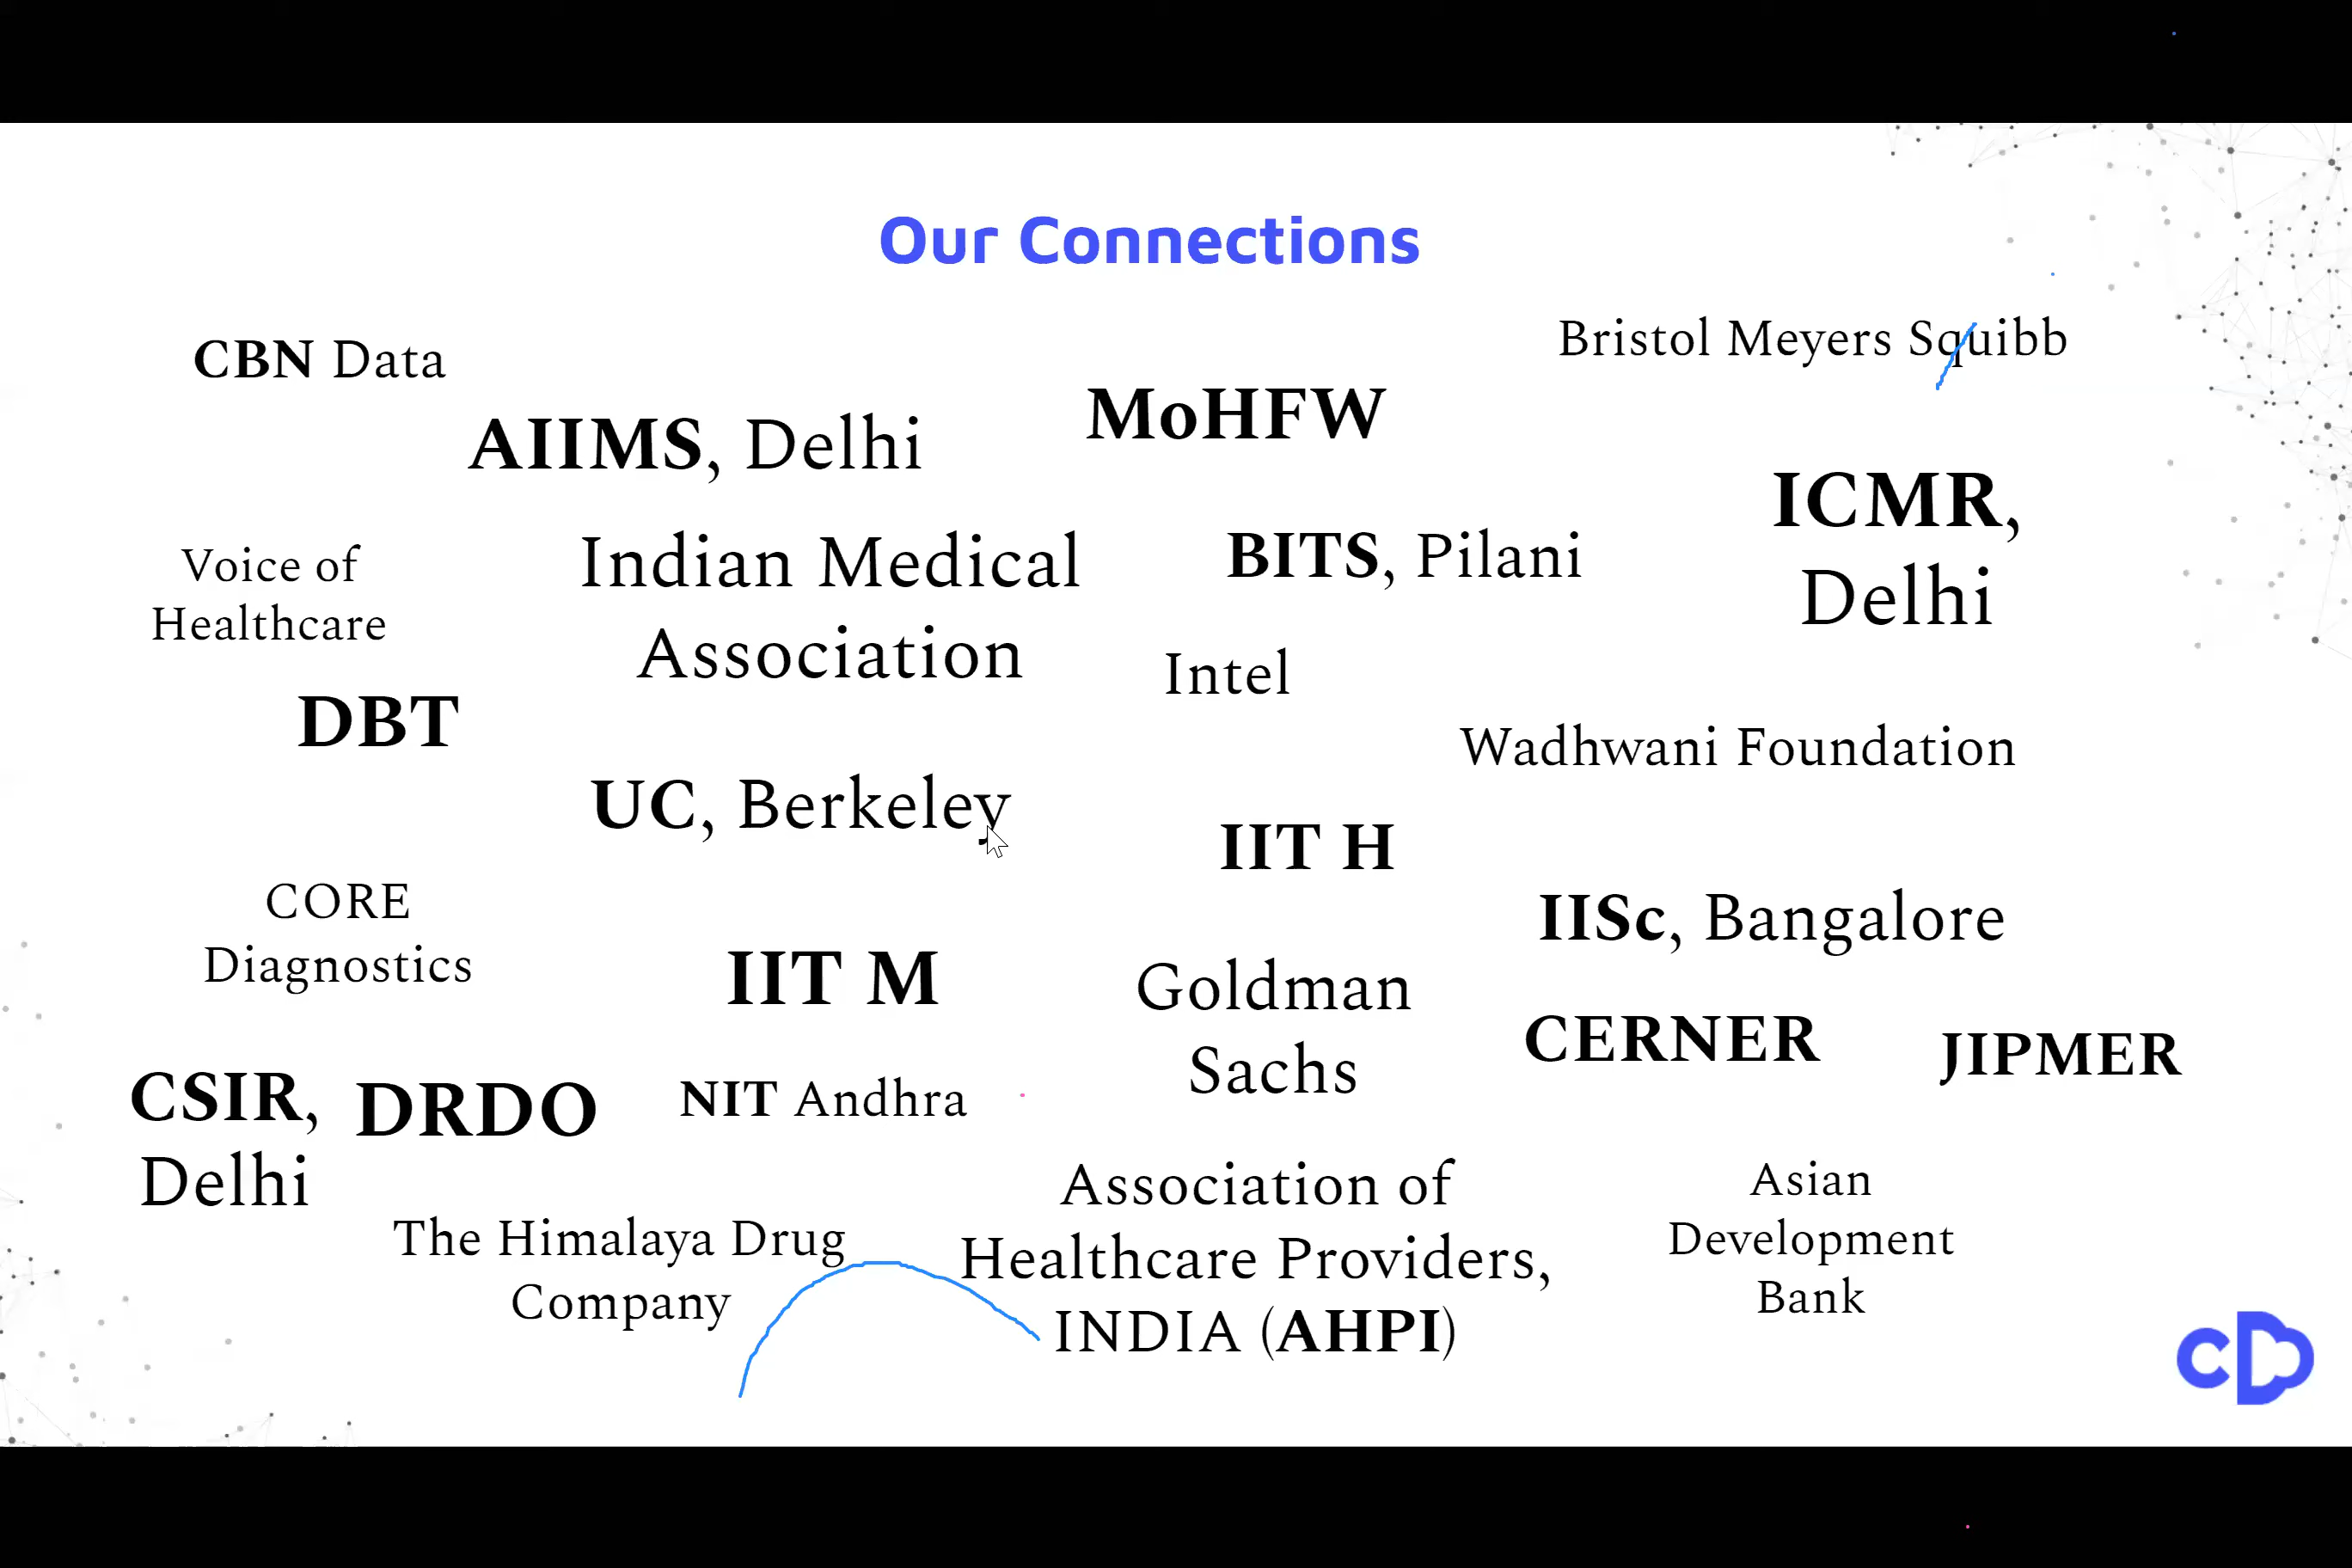 Our Connections
CBN Data
Bristol Meyers Squibb
AIIMS, Delhi
MoHFW
ICMR,
Delhi
Voice of
Healthcare
Indian Medical
Association
BITS, Pilani
Intel
DBT
Wadhwani Foundation
UC, Berkeley
IIT H
CORE
Diagnostics
IISc, Bangalore
IIT M
Goldman
Sachs
CERNER
JIPMER
CSIR,
Delhi
DRDO
NIT Andhra
The Himalaya Drug
Company
Association of
Healthcare Providers,
INDIA (AHPI)
Asian
Development
Bank
CD